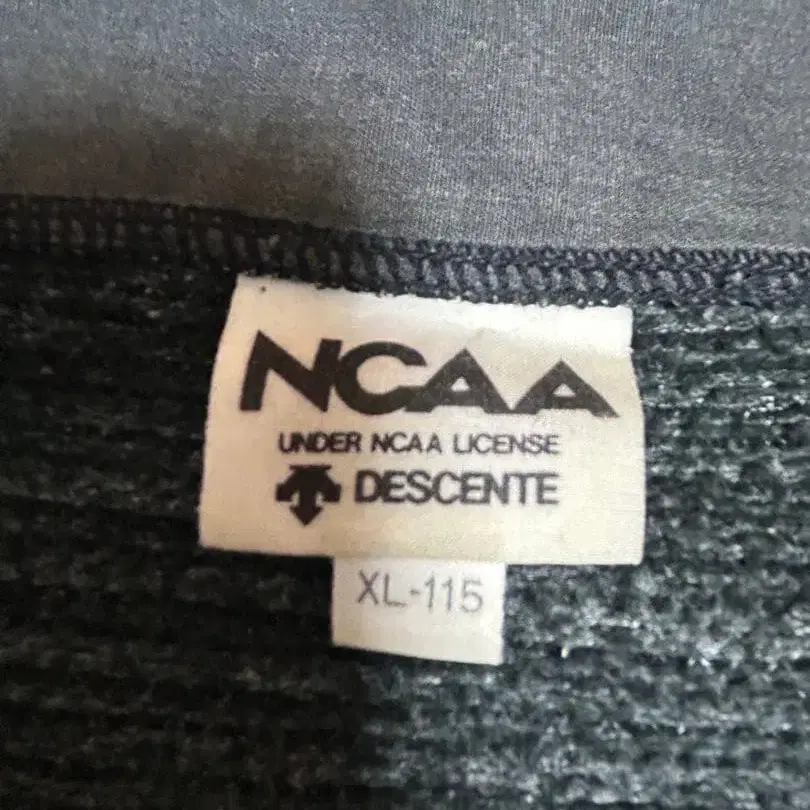 NCAA
UNDER NCAA LICENSE
DESCENTE
XL-115